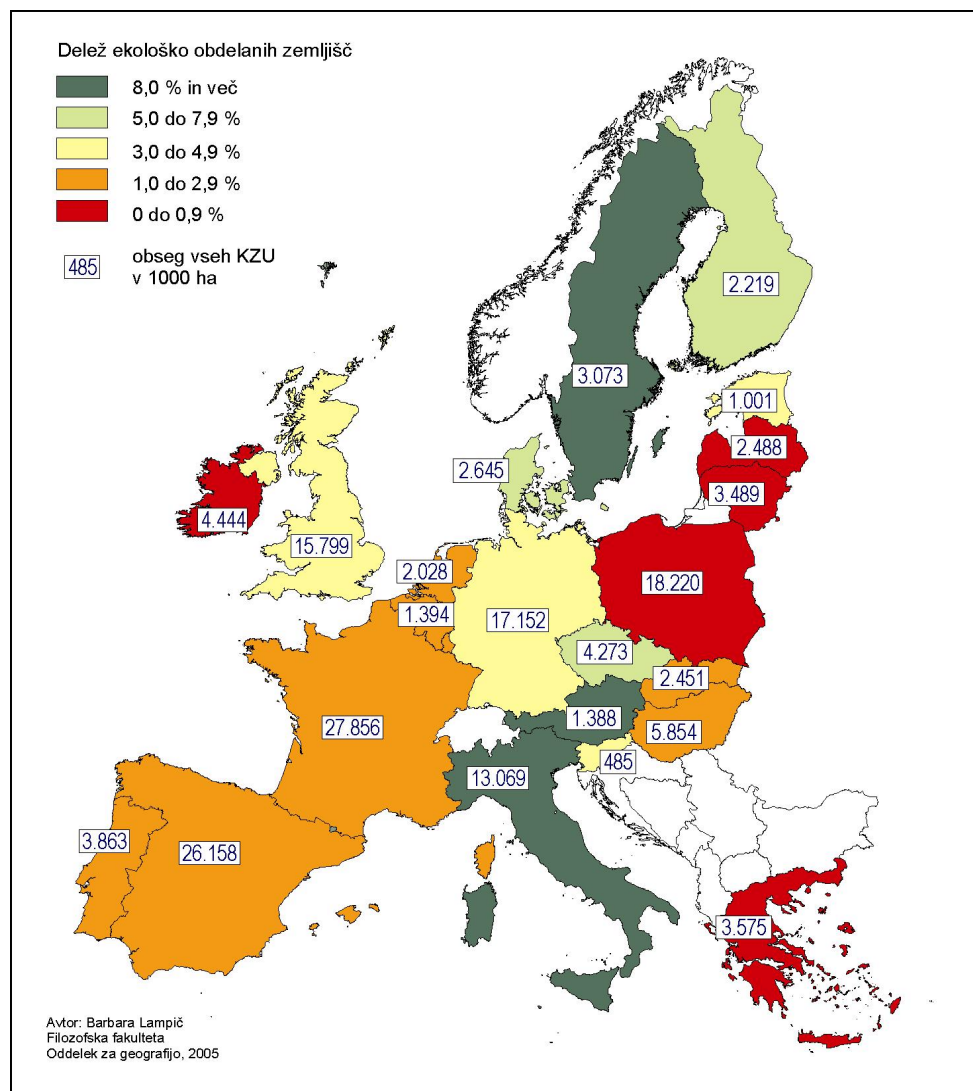 Delež ekološko obdelanih zemljišč
8,0 % in več
5,0 do 7,9 %
3,0 do 4,9 %
1,0 do 2,9 %
0 do 0,9 %
485
obseg vseh KZU
v 1000 ha
2.219
3.073
1.001
2.488
2.645
3.489
4.444
15.799
2.028
18.220
1.394
17.152
4.273
2.451
1.388
27.856
5.854
485
13.069
3.863
26.158
3.575
Avtor: Barbara Lampič
Filozofska fakulteta
Oddelek za geografijo, 2005